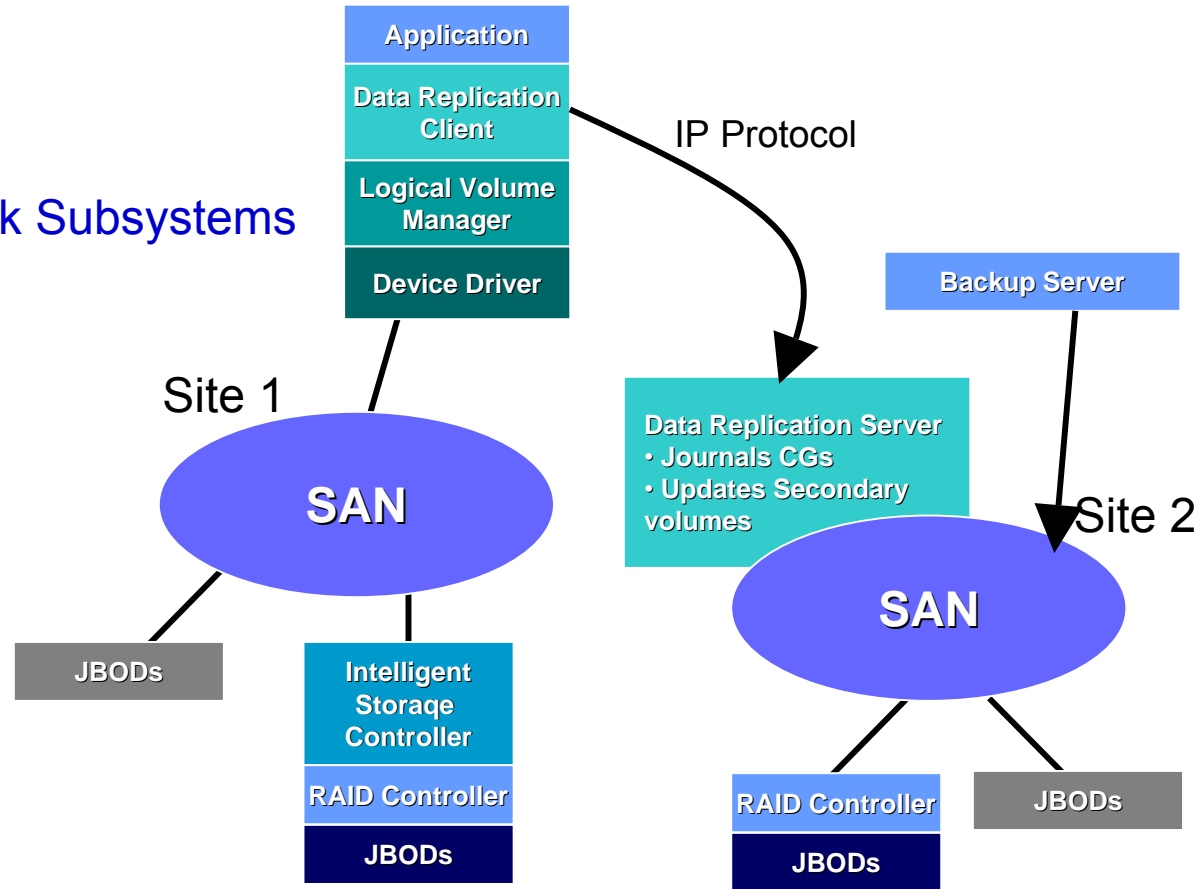 Application
Data Replication
Client
IP Protocol
Logical Volume
Manager
k Subsystems
Device Driver
Backup Server
Site 1
Data Replication Server
• Journals CGs
• Updates Secondary
volumes
SAN
Site 2
SAN
JBODs
Intelligent
Storage
Controller
RAID Controller
JBODs
RAID Controller
JBODs
JBODs